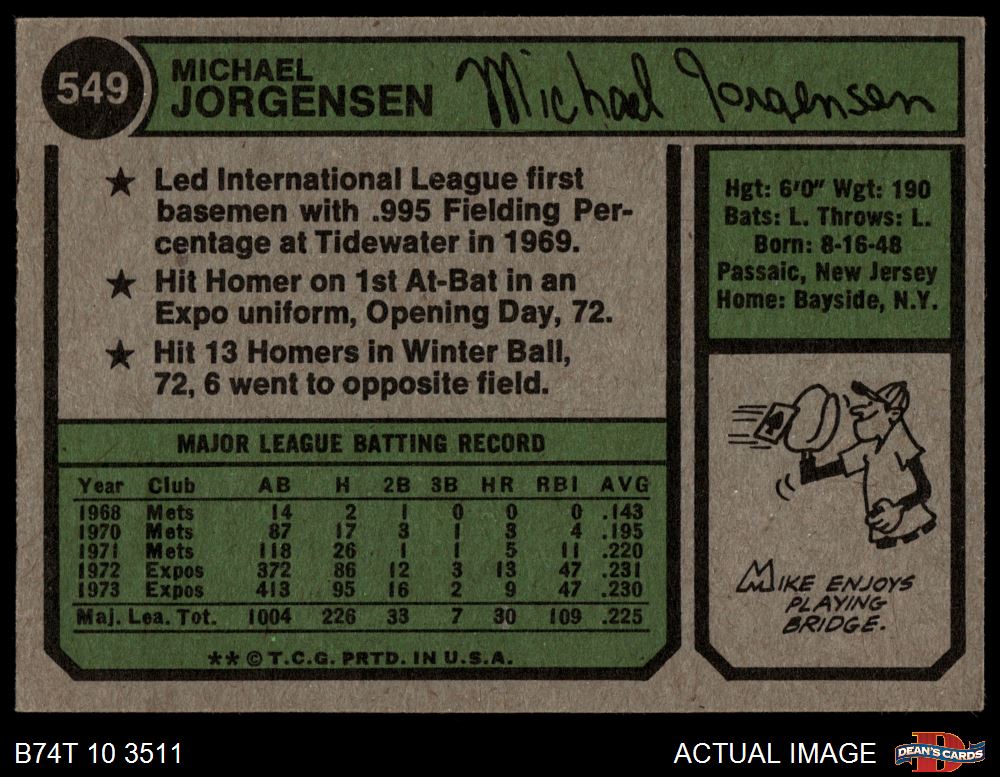 549
MICHAEL
JORGENSEN
Michael Jorgensen
★ Led International League first
basemen with .995 Fielding Per-
centage at Tidewater in 1969.
★ Hit Homer on 1st At-Bat in an
Expo uniform, Opening Day, 72.
★ Hit 13 Homers in Winter Ball,
72, 6 went to opposite field.
Hgt: 6'0" Wgt: 190
Bats: L. Throws: L.
Born: 8-16-48
Passaic, New Jersey
Home: Bayside, N.Y.
MAJOR LEAGUE BATTING RECORD
Year Club AB H 2B 3B HR RBI AVG
1968 Mets 14 2 1 0 0 0 .143
1970 Mets 87 17 3 1 3 4 .195
1971 Mets 118 26 1 1 5 11 .220
1972 Expos 372 86 12 3 13 47 .231
1973 Expos 413 95 16 2 9 47 .230
Maj. Lea. Tot. 1004 226 33 7 30 109 .225
** © T.C.G. PRTD. IN U.S.A.
MIKE ENJOYS
PLAYING
BRIDGE.
B74T 10 3511
ACTUAL IMAGE
DEAN'S CARDS